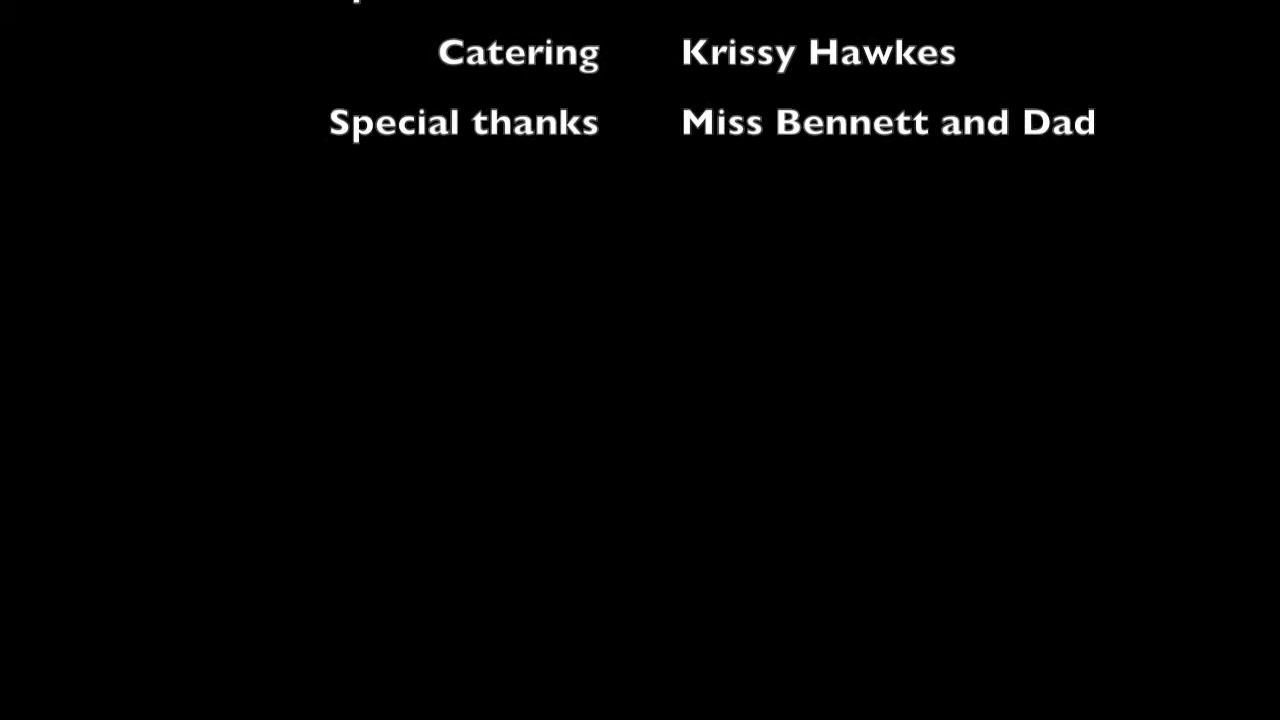 Catering Krissy Hawkes
Special thanks Miss Bennett and Dad